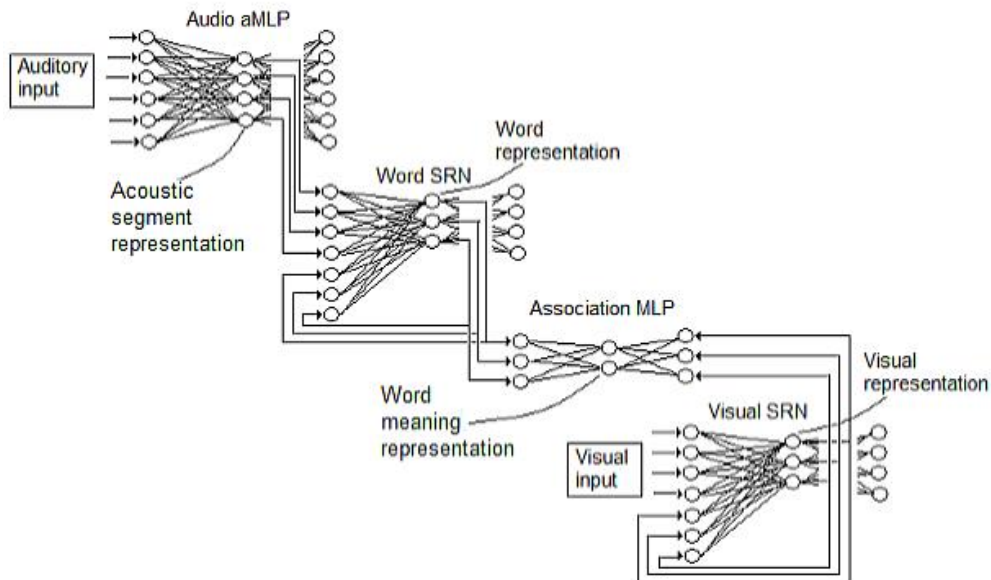 Audio aMLP
Auditory
input
Acoustic
segment
representation
Word SRN
Word
representation
Association MLP
Word
meaning
representation
Visual
representation
Visual SRN
Visual
input